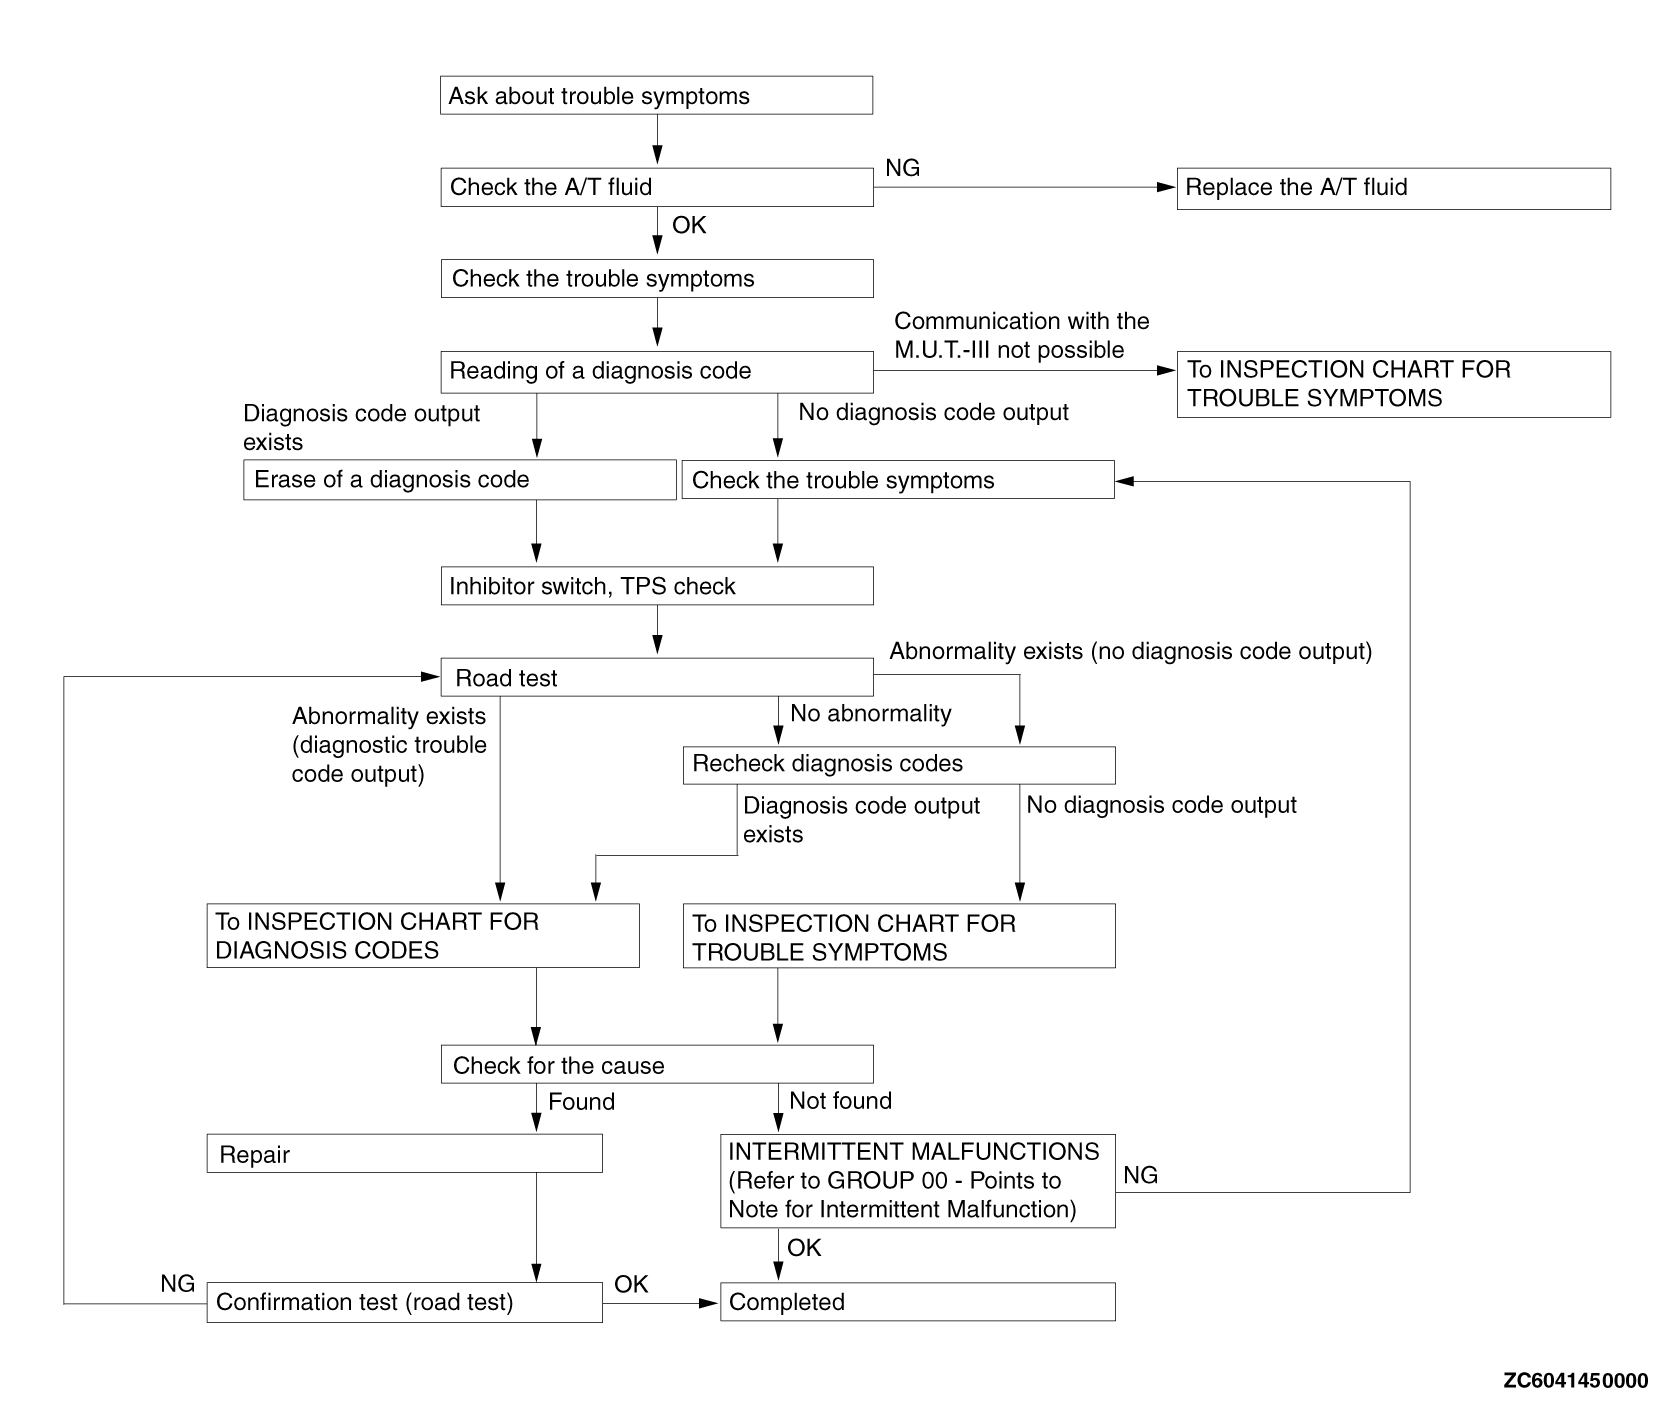 Ask about trouble symptoms
Check the A/T fluid
NG
Replace the A/T fluid
OK
Check the trouble symptoms
Communication with the
M.U.T.-III not possible
Reading of a diagnosis code
To INSPECTION CHART FOR
TROUBLE SYMPTOMS
Diagnosis code output
exists
No diagnosis code output
Erase of a diagnosis code
Check the trouble symptoms
Inhibitor switch, TPS check
Abnormality exists (no diagnosis code output)
Road test
Abnormality exists
(diagnostic trouble
code output)
No abnormality
Recheck diagnosis codes
Diagnosis code output
exists
No diagnosis code output
To INSPECTION CHART FOR
DIAGNOSIS CODES
To INSPECTION CHART FOR
TROUBLE SYMPTOMS
Check for the cause
Found
Not found
Repair
INTERMITTENT MALFUNCTIONS
(Refer to GROUP 00 - Points to
Note for Intermittent Malfunction)
NG
OK
NG
Confirmation test (road test)
OK
Completed
ZC6041450000